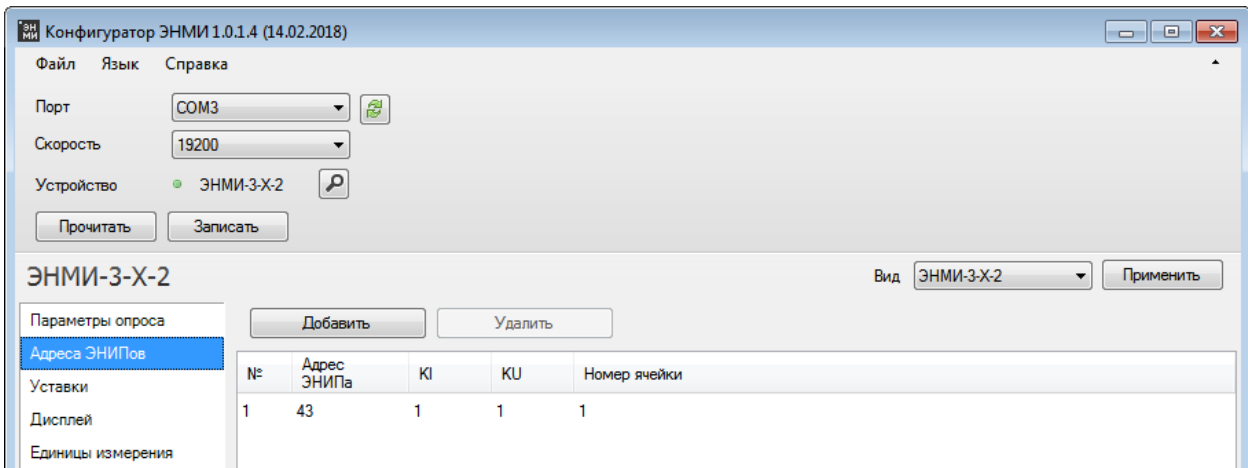 ЭН
МИ
Конфигуратор ЭНМИ 1.0.1.4 (14.02.2018)
Файл Язык Справка
Порт COM3
Скорость 19200
Устройство ЭНМИ-3-X-2
Прочитать Записать
ЭНМИ-3-X-2 Вид ЭНМИ-3-X-2 Применить
Параметры опроса Добавить Удалить
Адреса ЭНИПов
№ Адрес ЭНИПа KI KU Номер ячейки
Уставки
1 43 1 1 1
Дисплей
Единицы измерения